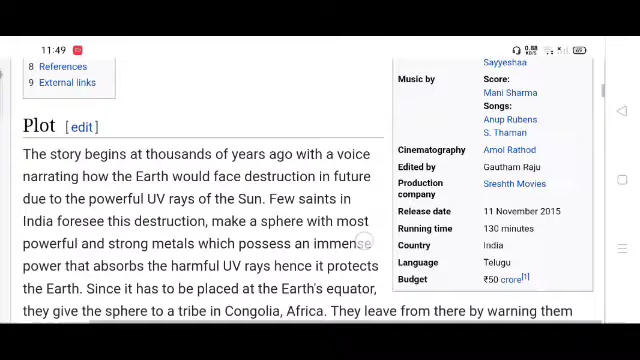 11:49
0.88
KB/S
69
8 References
9 External links
Plot [ edit ]
The story begins at thousands of years ago with a voice
narrating how the Earth would face destruction in future
due to the powerful UV rays of the Sun. Few saints in
India foresee this destruction, make a sphere with most
powerful and strong metals which possess an immense
power that absorbs the harmful UV rays hence it protects
the Earth. Since it has to be placed at the Earth's equator,
they give the sphere to a tribe in Congolia, Africa. They leave from there by warning them
Sayyeshaa
Music by Score:
Mani Sharma
Songs:
Anup Rubens
S. Thaman
Cinematography Amol Rathod
Edited by Gautham Raju
Production Sreshth Movies
company
Release date 11 November 2015
Running time 130 minutes
Country India
Language Telugu
Budget ₹50 crore[1]